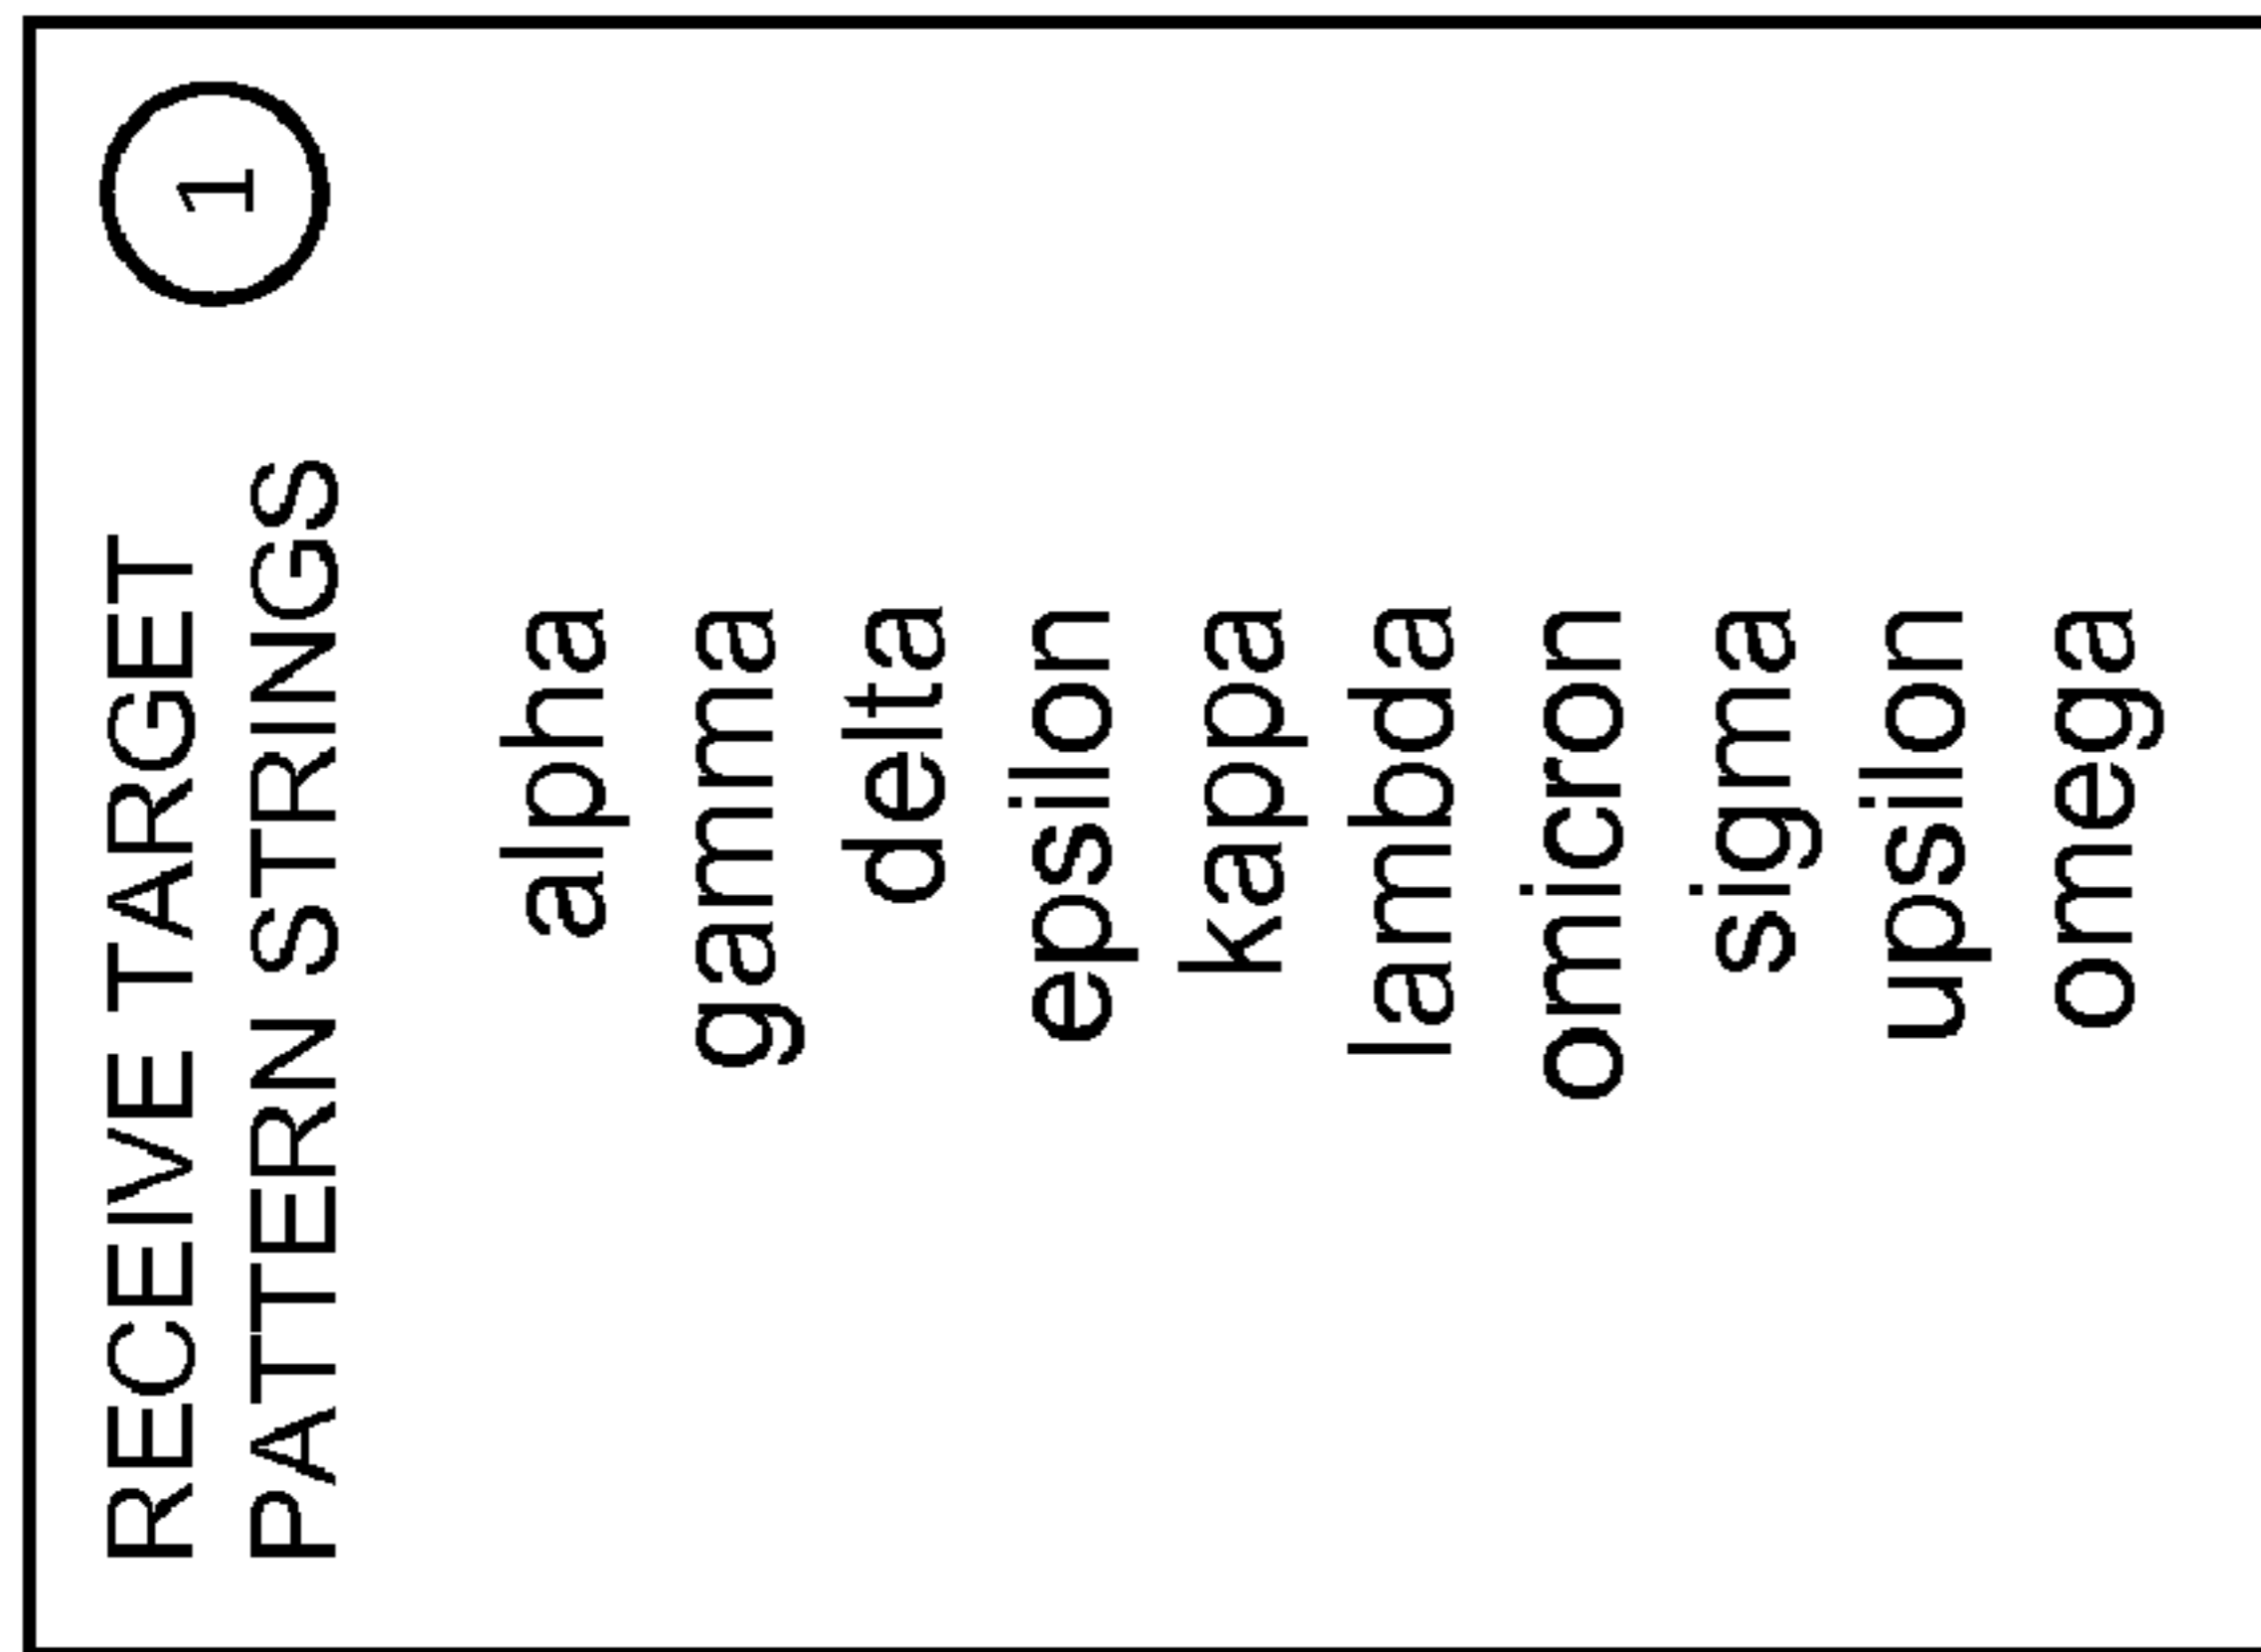 RECEIVE TARGET
PATTERN STRINGS
1
alpha
gamma
delta
epsilon
kappa
lambda
omicron
sigma
upsilon
omega